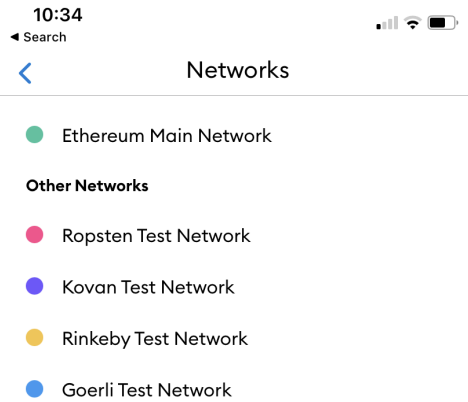 10:34
◀ Search
Networks
Ethereum Main Network
Other Networks
Ropsten Test Network
Kovan Test Network
Rinkeby Test Network
Goerli Test Network